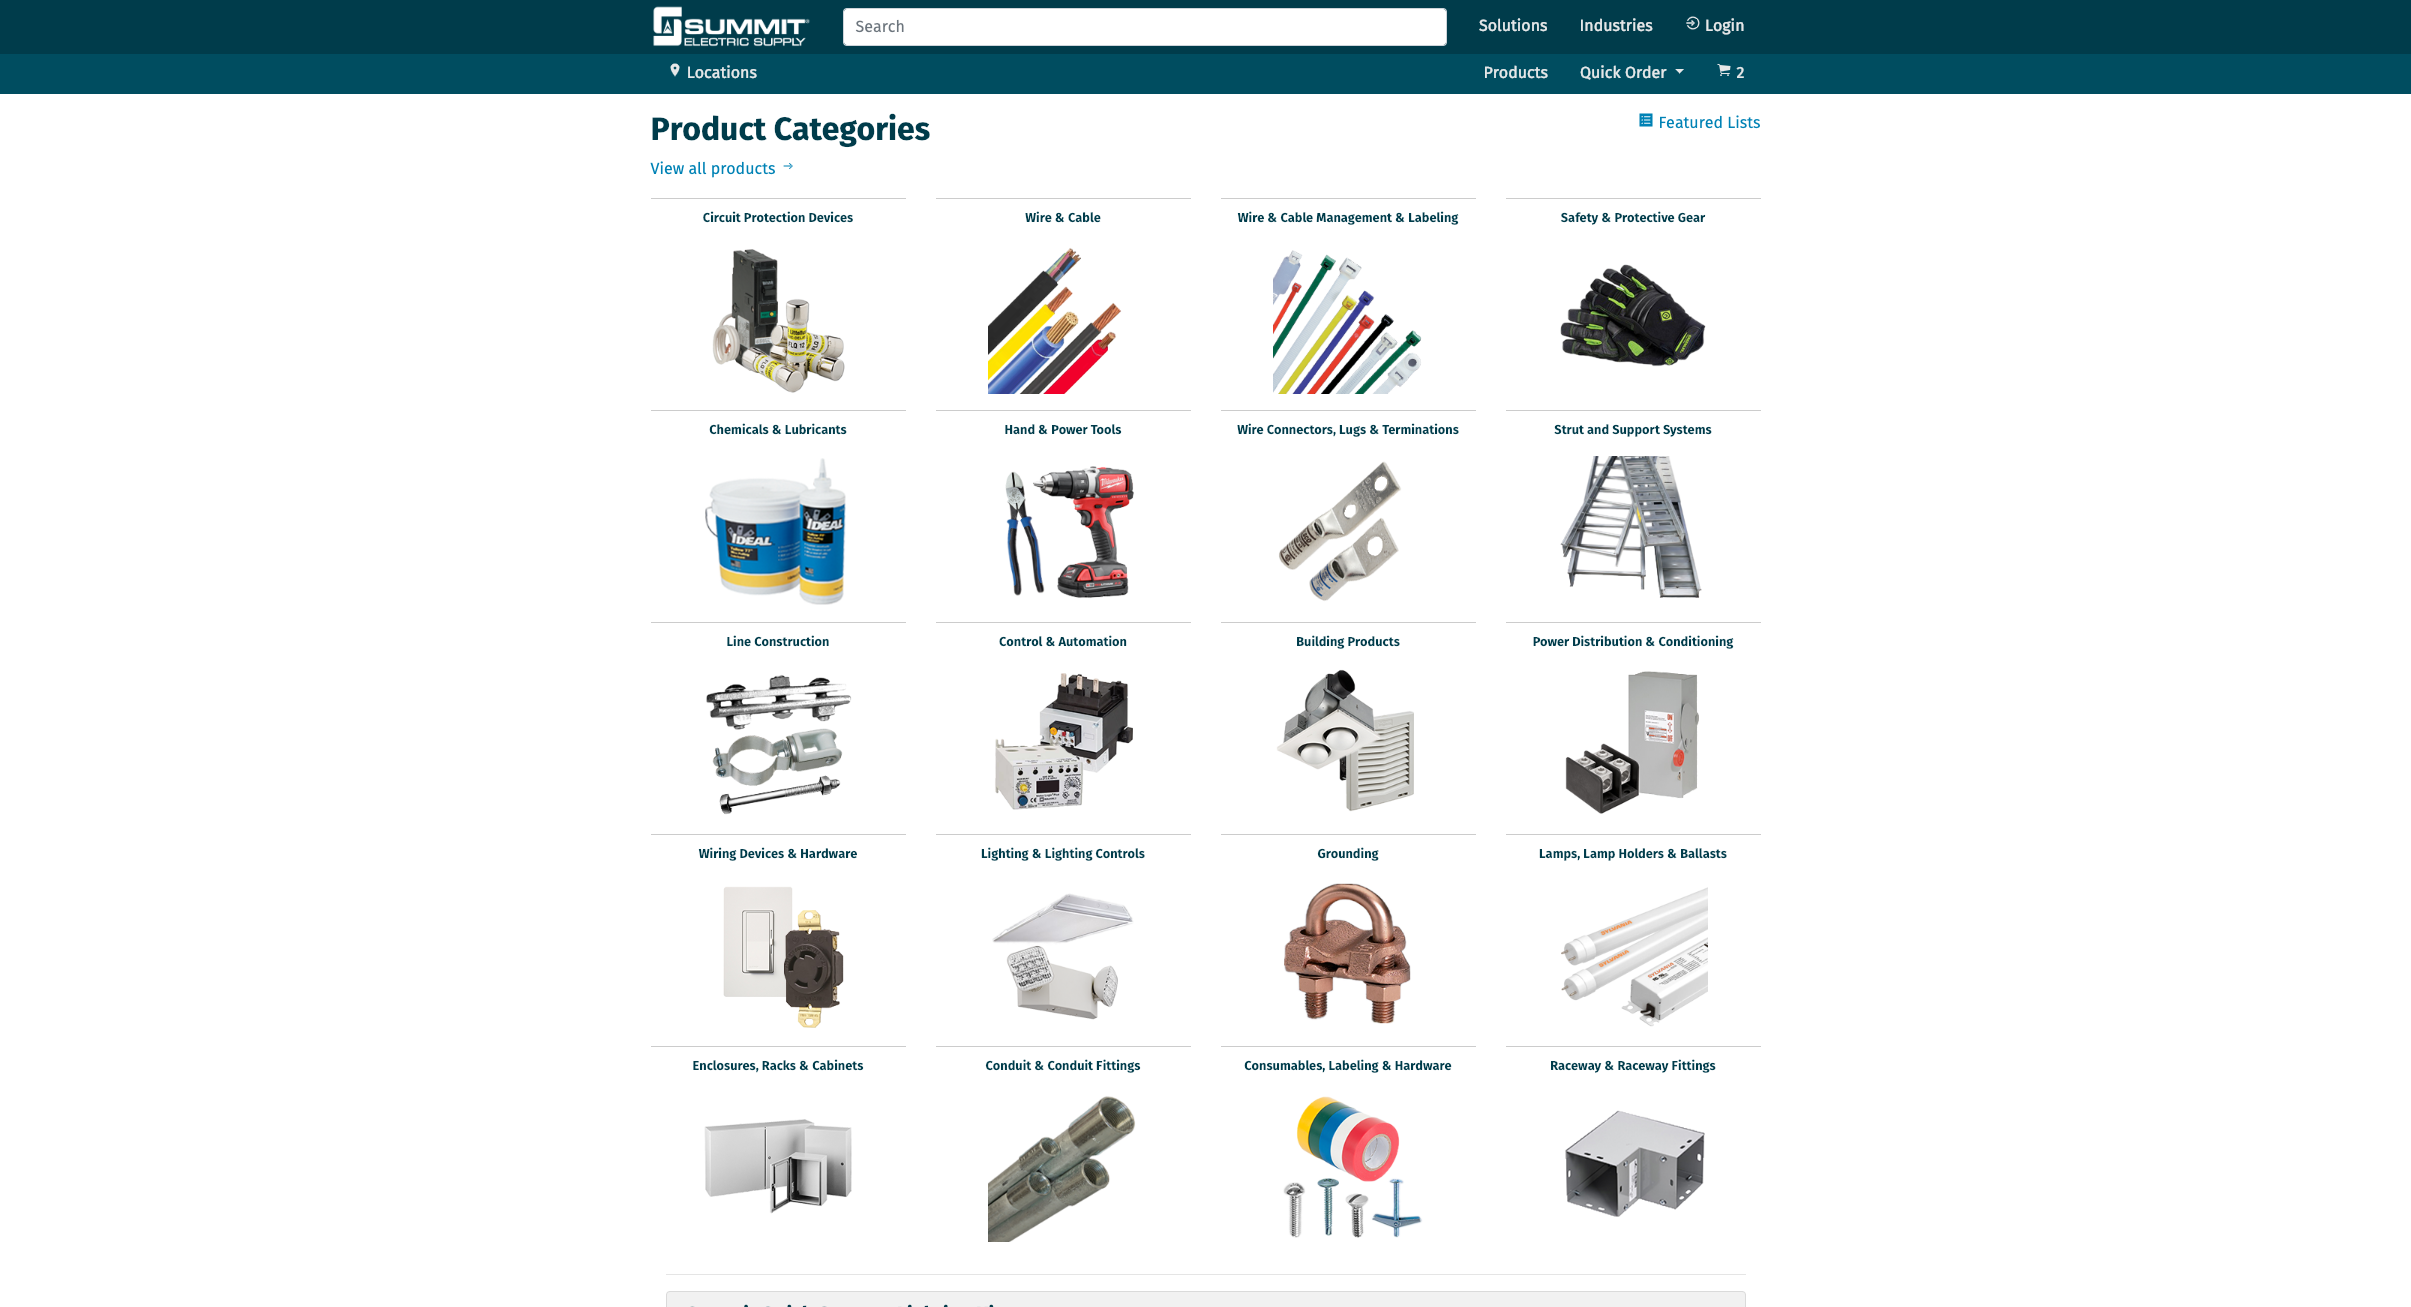 SUMMIT
ELECTRIC SUPPLY
Search
Solutions
Industries
Login
Locations
Products
Quick Order
2
Product Categories
Featured Lists
View all products
Circuit Protection Devices
Wire & Cable
Wire & Cable Management & Labeling
Safety & Protective Gear
Chemicals & Lubricants
Hand & Power Tools
Wire Connectors, Lugs & Terminations
Strut and Support Systems
IDEAL
IDEAL
Line Construction
Control & Automation
Building Products
Power Distribution & Conditioning
Wiring Devices & Hardware
Lighting & Lighting Controls
Grounding
Lamps, Lamp Holders & Ballasts
Enclosures, Racks & Cabinets
Conduit & Conduit Fittings
Consumables, Labeling & Hardware
Raceway & Raceway Fittings